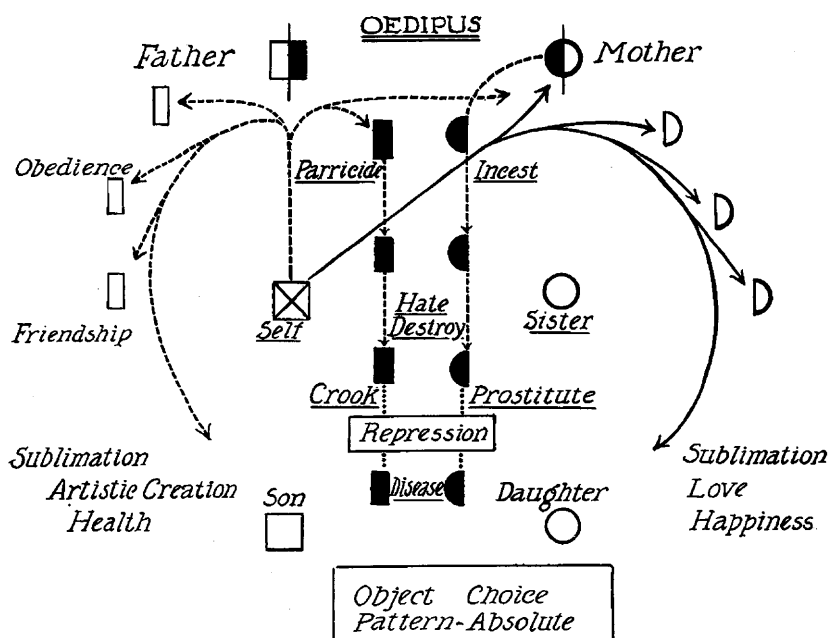 OEDIPUS
Father
Mother
Obedience
Parricide
Incest
Friendship
Self
Hate
Destroy
Sister
Crook
Prostitute
Repression
Sublimation
Artistic Creation
Health
Son
Disease
Daughter
Sublimation
Love
Happiness
Object Choice
Pattern-Absolute